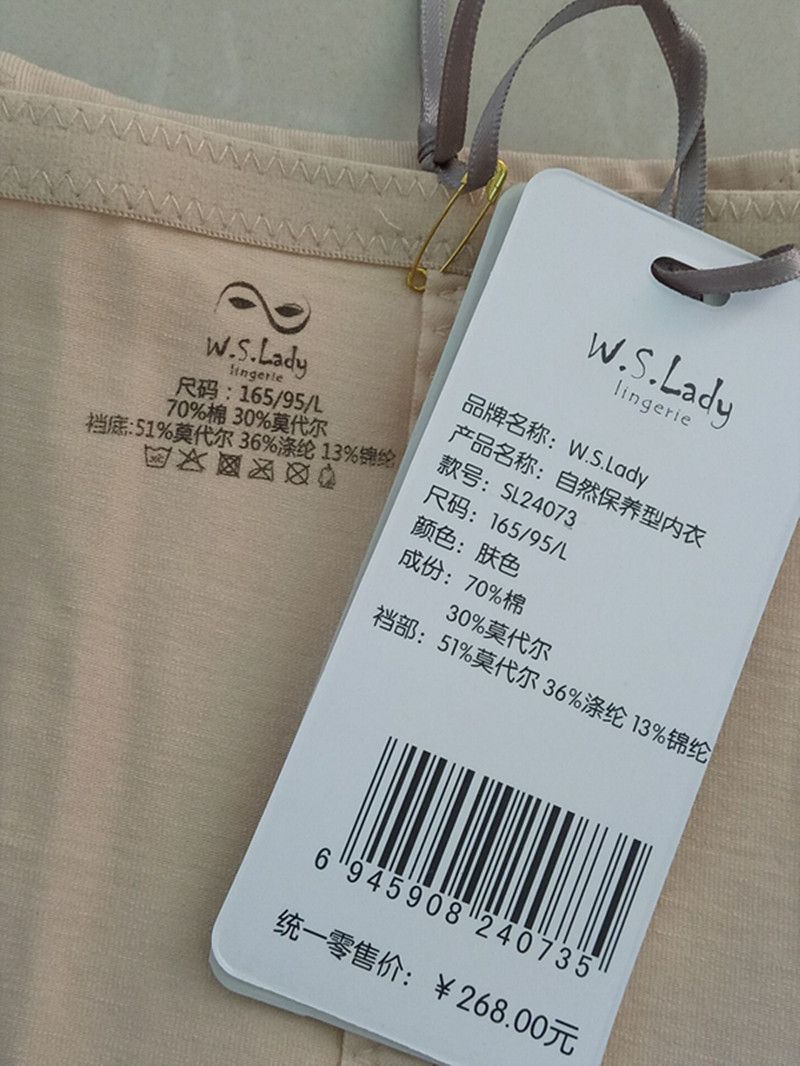 W.S.Lady
lingerie
尺码：165/95/L
70%棉 30%莫代尔
裆底:51%莫代尔 36%涤纶 13%锦纶
W.S.Lady
lingerie
品牌名称：W.S.Lady
产品名称：自然保养型内衣
款号：SL24073
尺码：165/95/L
颜色：肤色
成份：70%棉
30%莫代尔
裆部：51%莫代尔 36%涤纶 13%锦纶
6 945908 240735
统一零售价：￥268.00元